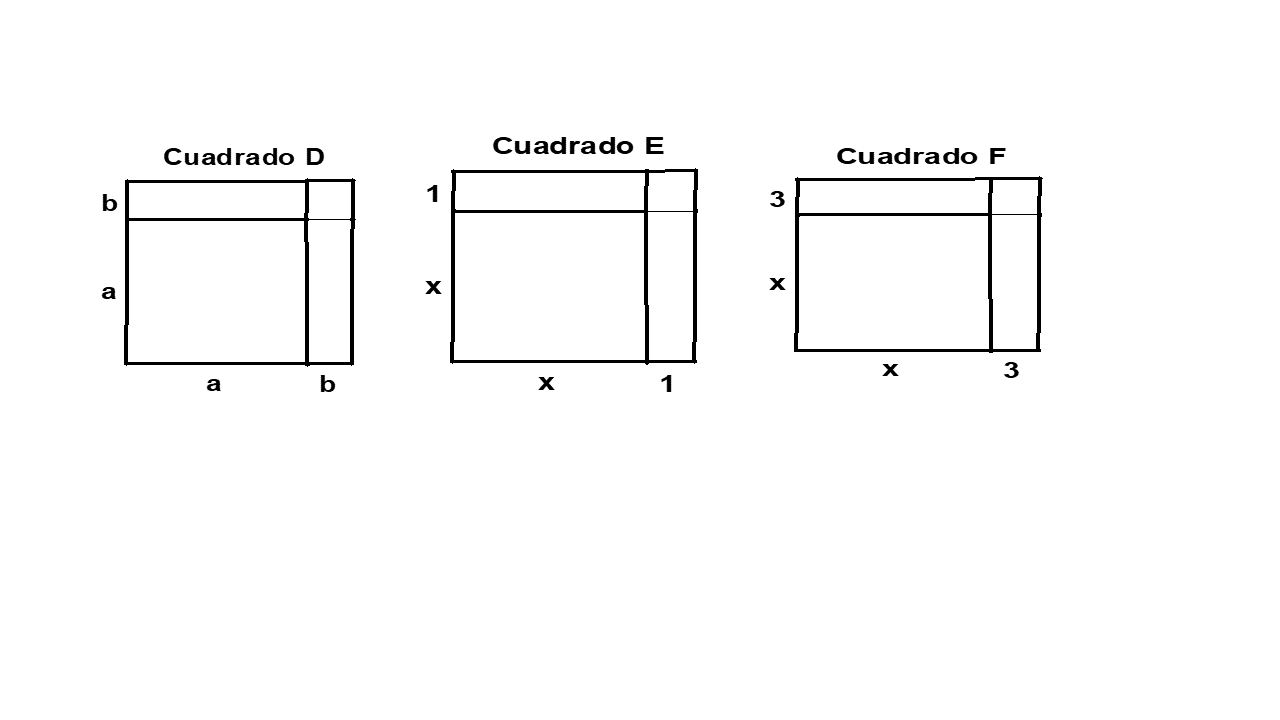 Cuadrado D
b
a
a b
Cuadrado E
1
x
x 1
Cuadrado F
3
x
x 3